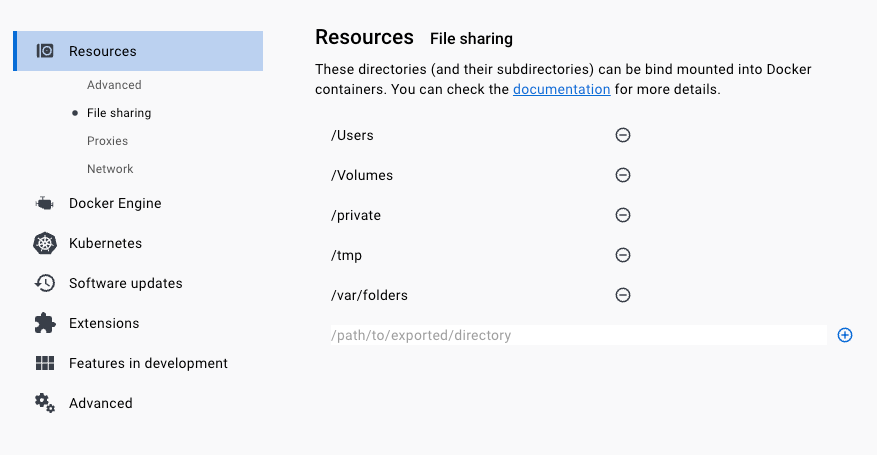 Resources
Advanced
File sharing
Proxies
Network
Docker Engine
Kubernetes
Software updates
Extensions
Features in development
Advanced
Resources File sharing
These directories (and their subdirectories) can be bind mounted into Docker
containers. You can check the documentation for more details.
/Users
/Volumes
/private
/tmp
/var/folders
/path/to/exported/directory